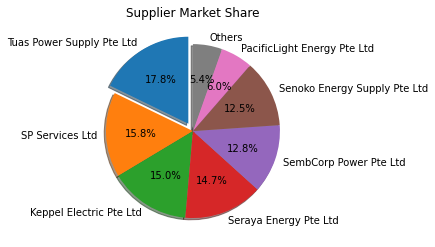 Supplier Market Share
Others
Tuas Power Supply Pte Ltd
PacificLight Energy Pte Ltd
17.8%
5.4%
6.0%
Senoko Energy Supply Pte Ltd
12.5%
SP Services Ltd
15.8%
12.8%
SembCorp Power Pte Ltd
15.0%
14.7%
Keppel Electric Pte Ltd
Seraya Energy Pte Ltd